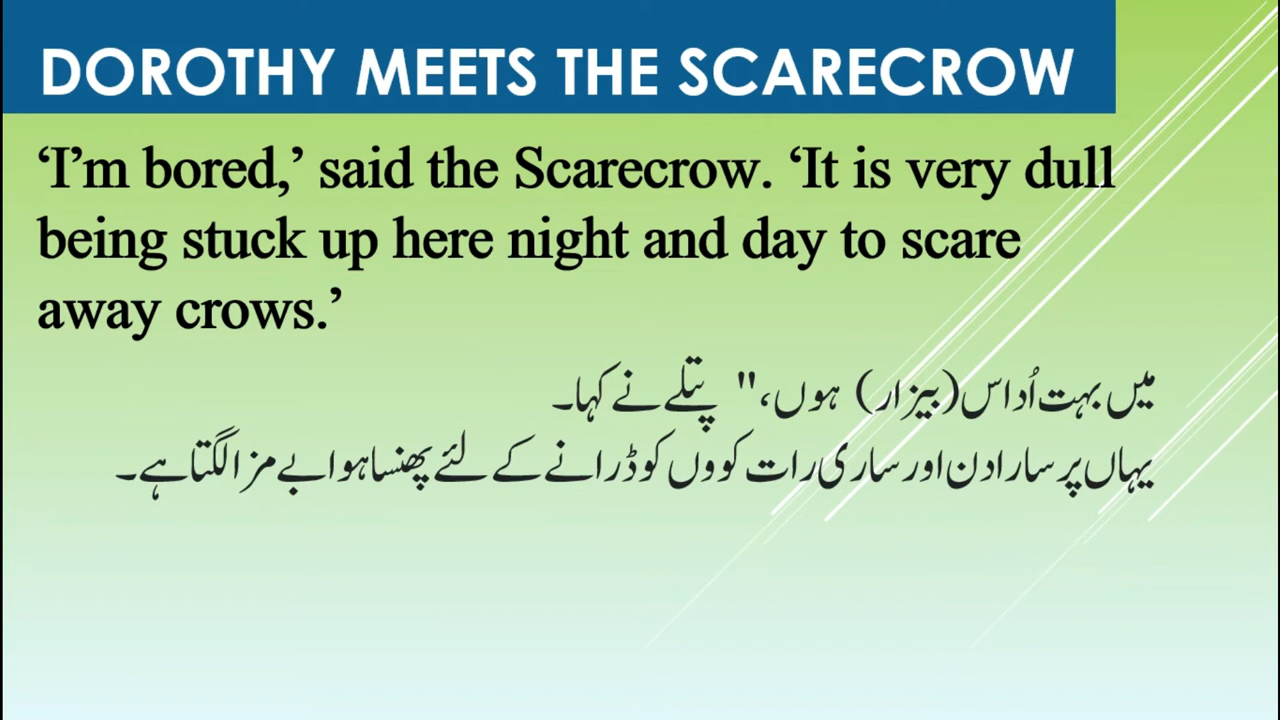 DOROTHY MEETS THE SCARECROW
‘I’m bored,’ said the Scarecrow. ‘It is very dull
being stuck up here night and day to scare
away crows.’
میں بہت اُداس(بیزار) ہوں،" پتلے نے کہا۔
یہاں پر سارا دن اور ساری رات کووں کو ڈرانے کے لئے پھنسا ہوا بے مزا لگتا ہے۔